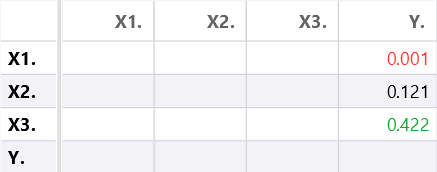 X1. X2. X3. Y.
X1. 0.001
X2. 0.121
X3. 0.422
Y.